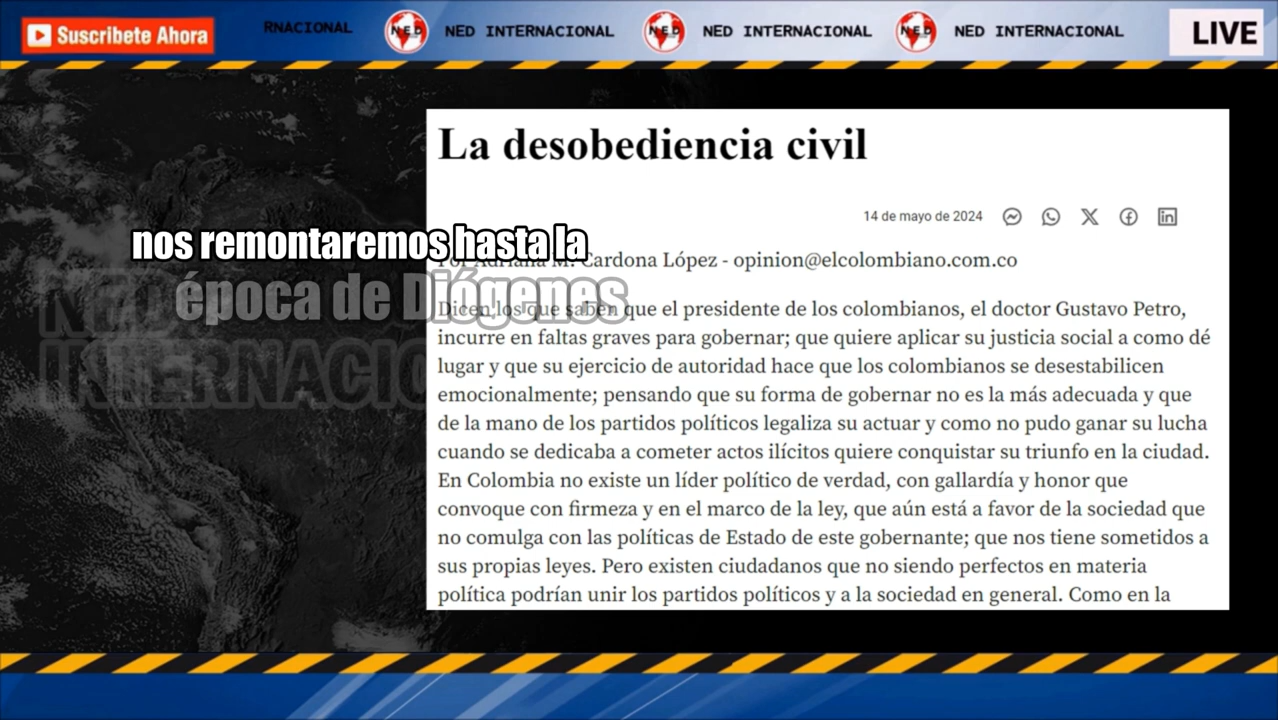 Suscribete Ahora
RNACIONAL NED NED INTERNACIONAL NED NED INTERNACIONAL NED NED INTERNACIONAL
LIVE
La desobediencia civil
14 de mayo de 2024
nos remontaremos hasta la
época de Diógenes
NED
INTERNACIO
Por Adriana M. Cardona López - opinion@elcolombiano.com.co
Dicen los que saben que el presidente de los colombianos, el doctor Gustavo Petro,
incurre en faltas graves para gobernar; que quiere aplicar su justicia social a como dé
lugar y que su ejercicio de autoridad hace que los colombianos se desestabilicen
emocionalmente; pensando que su forma de gobernar no es la más adecuada y que
de la mano de los partidos políticos legaliza su actuar y como no pudo ganar su lucha
cuando se dedicaba a cometer actos ilícitos quiere conquistar su triunfo en la ciudad.
En Colombia no existe un líder político de verdad, con gallardía y honor que
convoque con firmeza y en el marco de la ley, que aún está a favor de la sociedad que
no comulga con las políticas de Estado de este gobernante; que nos tiene sometidos a
sus propias leyes. Pero existen ciudadanos que no siendo perfectos en materia
política podrían unir los partidos políticos y a la sociedad en general. Como en la